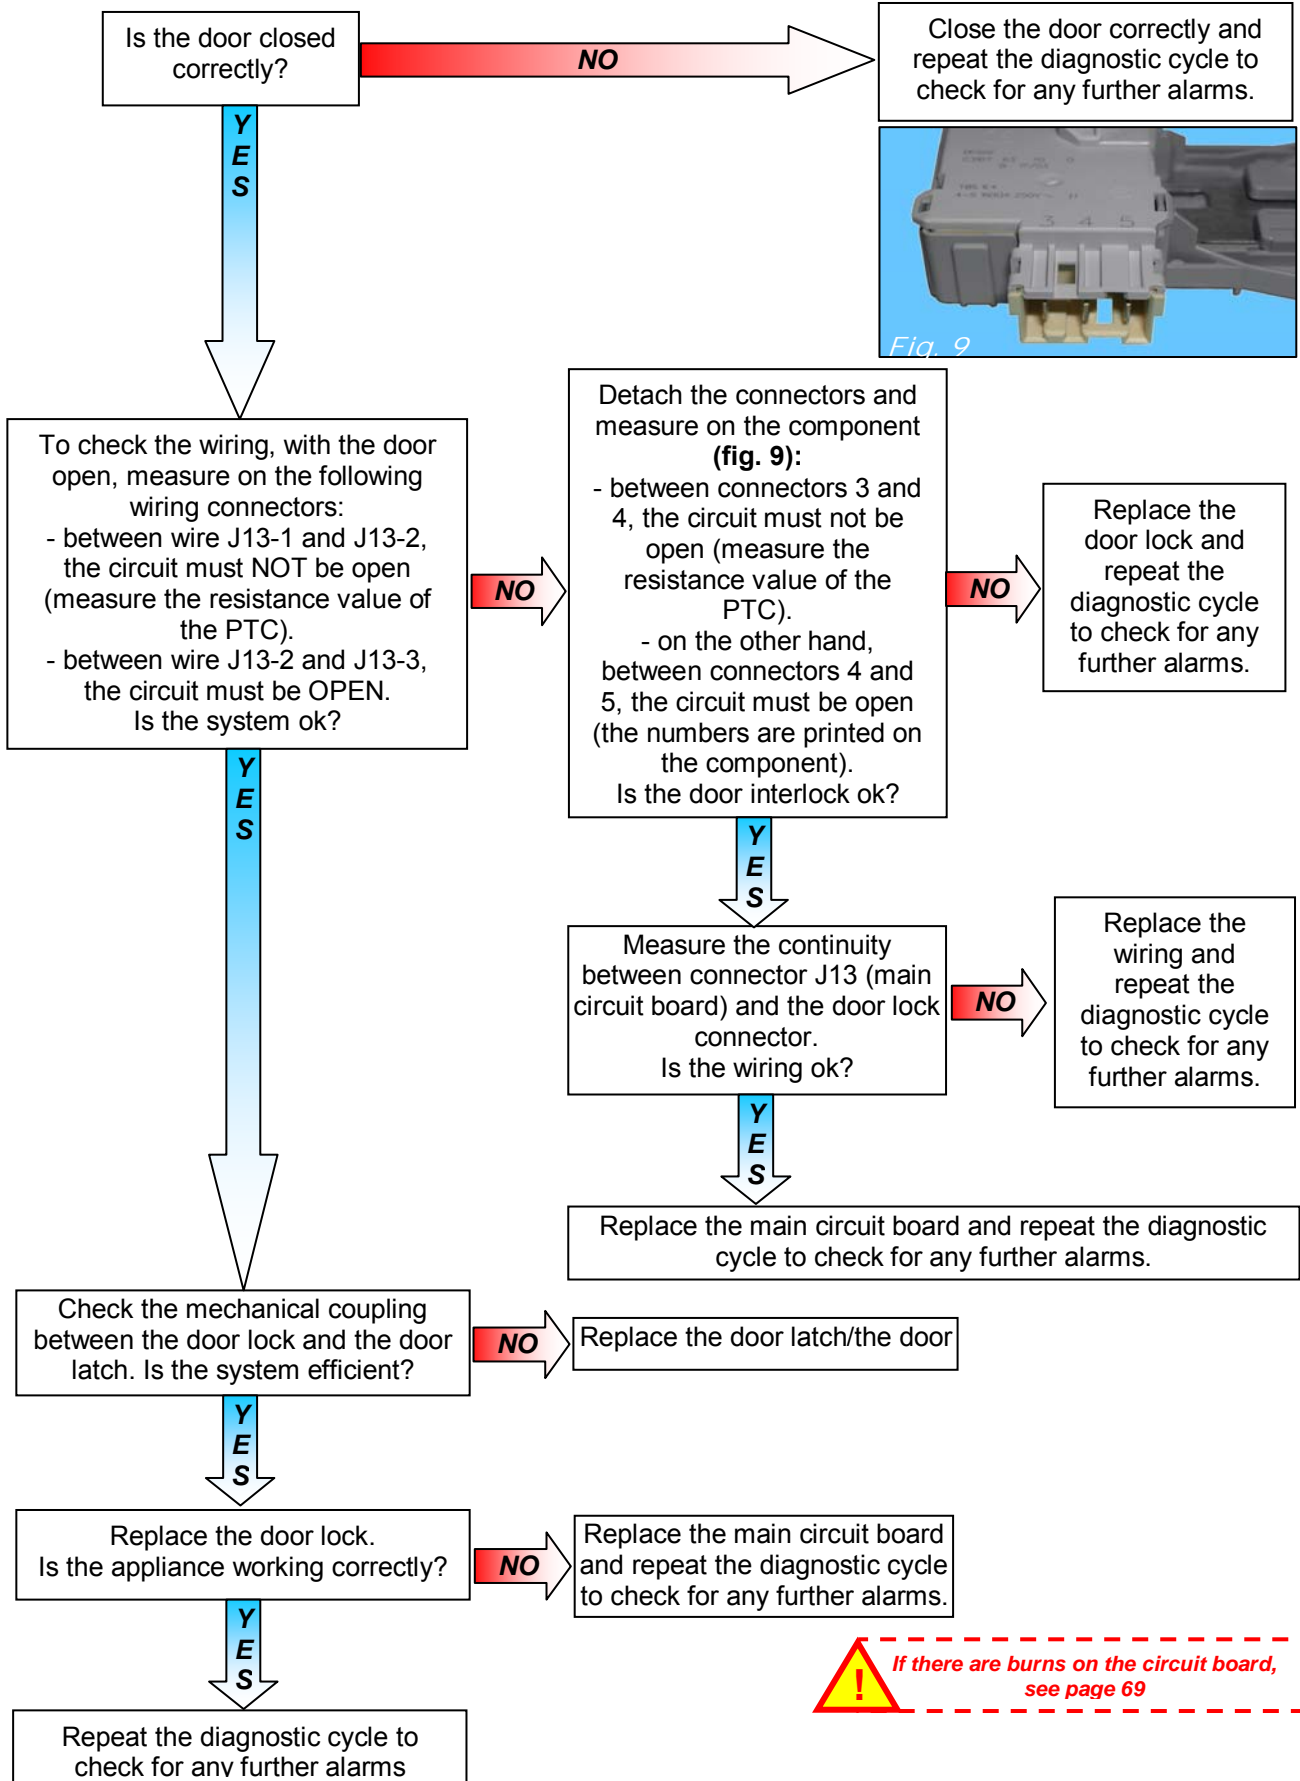 Is the door closed
correctly?
NO
Close the door correctly and
repeat the diagnostic cycle to
check for any further alarms.
YES
3 4 5
Fig. 9
To check the wiring, with the door
open, measure on the following
wiring connectors:
- between wire J13-1 and J13-2,
the circuit must NOT be open
(measure the resistance value of
the PTC).
- between wire J13-2 and J13-3,
the circuit must be OPEN.
Is the system ok?
NO
Detach the connectors and
measure on the component
(fig. 9):
- between connectors 3 and
4, the circuit must not be
open (measure the
resistance value of the
PTC).
- on the other hand,
between connectors 4 and
5, the circuit must be open
(the numbers are printed on
the component).
Is the door interlock ok?
NO
Replace the
door lock and
repeat the
diagnostic cycle
to check for any
further alarms.
YES
YES
Measure the continuity
between connector J13 (main
circuit board) and the door lock
connector.
Is the wiring ok?
NO
Replace the
wiring and
repeat the
diagnostic cycle
to check for any
further alarms.
YES
Replace the main circuit board and repeat the diagnostic
cycle to check for any further alarms.
Check the mechanical coupling
between the door lock and the door
latch. Is the system efficient?
NO
Replace the door latch/the door
YES
Replace the door lock.
Is the appliance working correctly?
NO
Replace the main circuit board
and repeat the diagnostic cycle
to check for any further alarms.
YES
!
If there are burns on the circuit board,
see page 69
Repeat the diagnostic cycle to
check for any further alarms